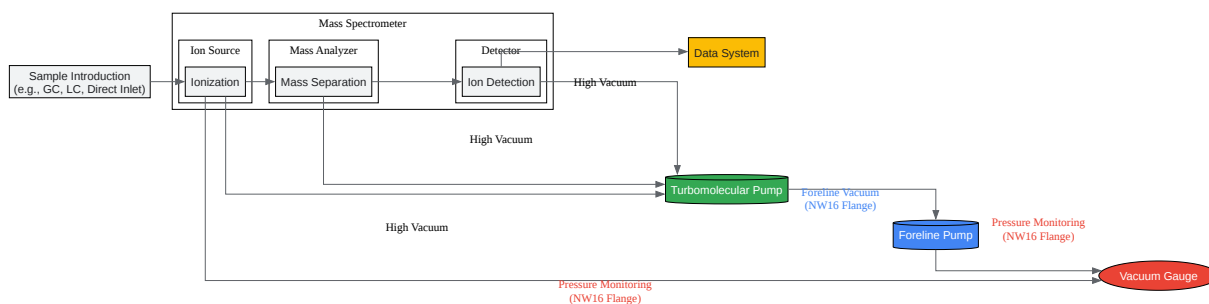 Mass Spectrometer
Ion Source
Mass Analyzer
Detector
Data System
Sample Introduction
(e.g., GC, LC, Direct Inlet)
Ionization
Mass Separation
Ion Detection
High Vacuum
High Vacuum
Turbomolecular Pump
Foreline Vacuum
(NW16 Flange)
High Vacuum
Foreline Pump
Pressure Monitoring
(NW16 Flange)
Vacuum Gauge
Pressure Monitoring
(NW16 Flange)